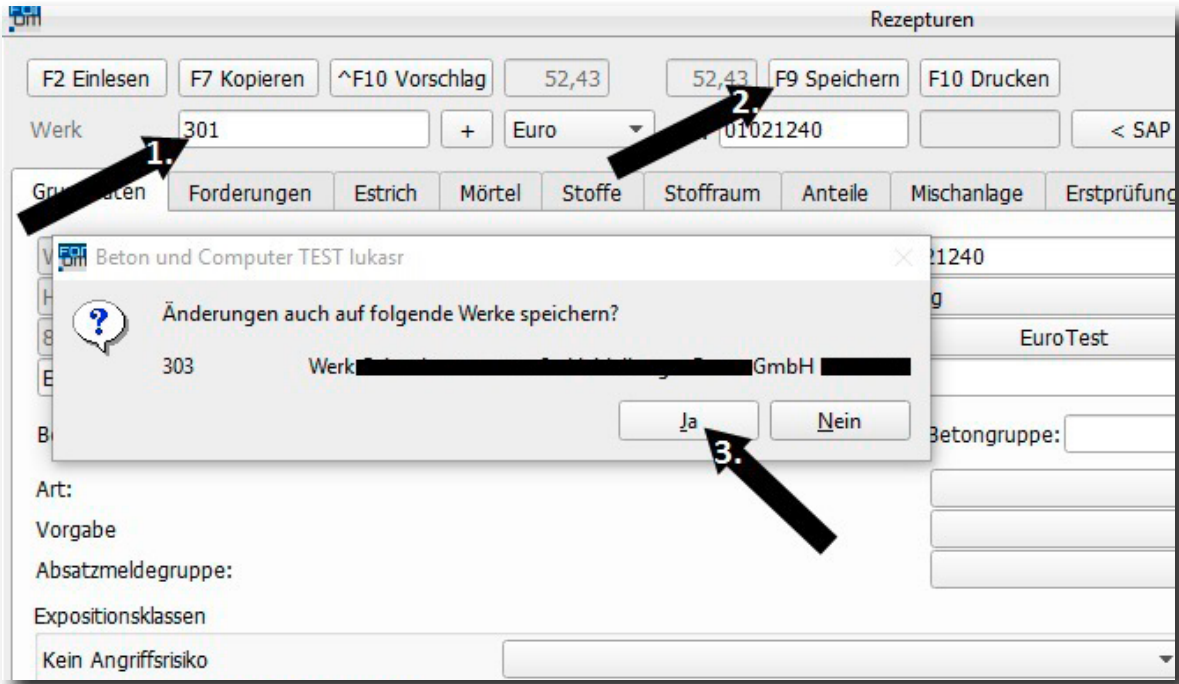 Rezepturen
F2 Einlesen F7 Kopieren ^F10 Vorschlag 52,43 52,43 F9 Speichern F10 Drucken
Werk 301 + Euro 01021240 < SAP
1.
2.
Forderungen Estrich Mörtel Stoffe Stoffraum Anteile Mischanlage Erstprüfung
Beton und Computer TEST lukasr
21240
Änderungen auch auf folgende Werke speichern?
303 Werk GmbH
EuroTest
Ja Nein
3.
Betongruppe:
Art:
Vorgabe
Absatzmeldegruppe:
Expositionsklassen
Kein Angriffsrisiko